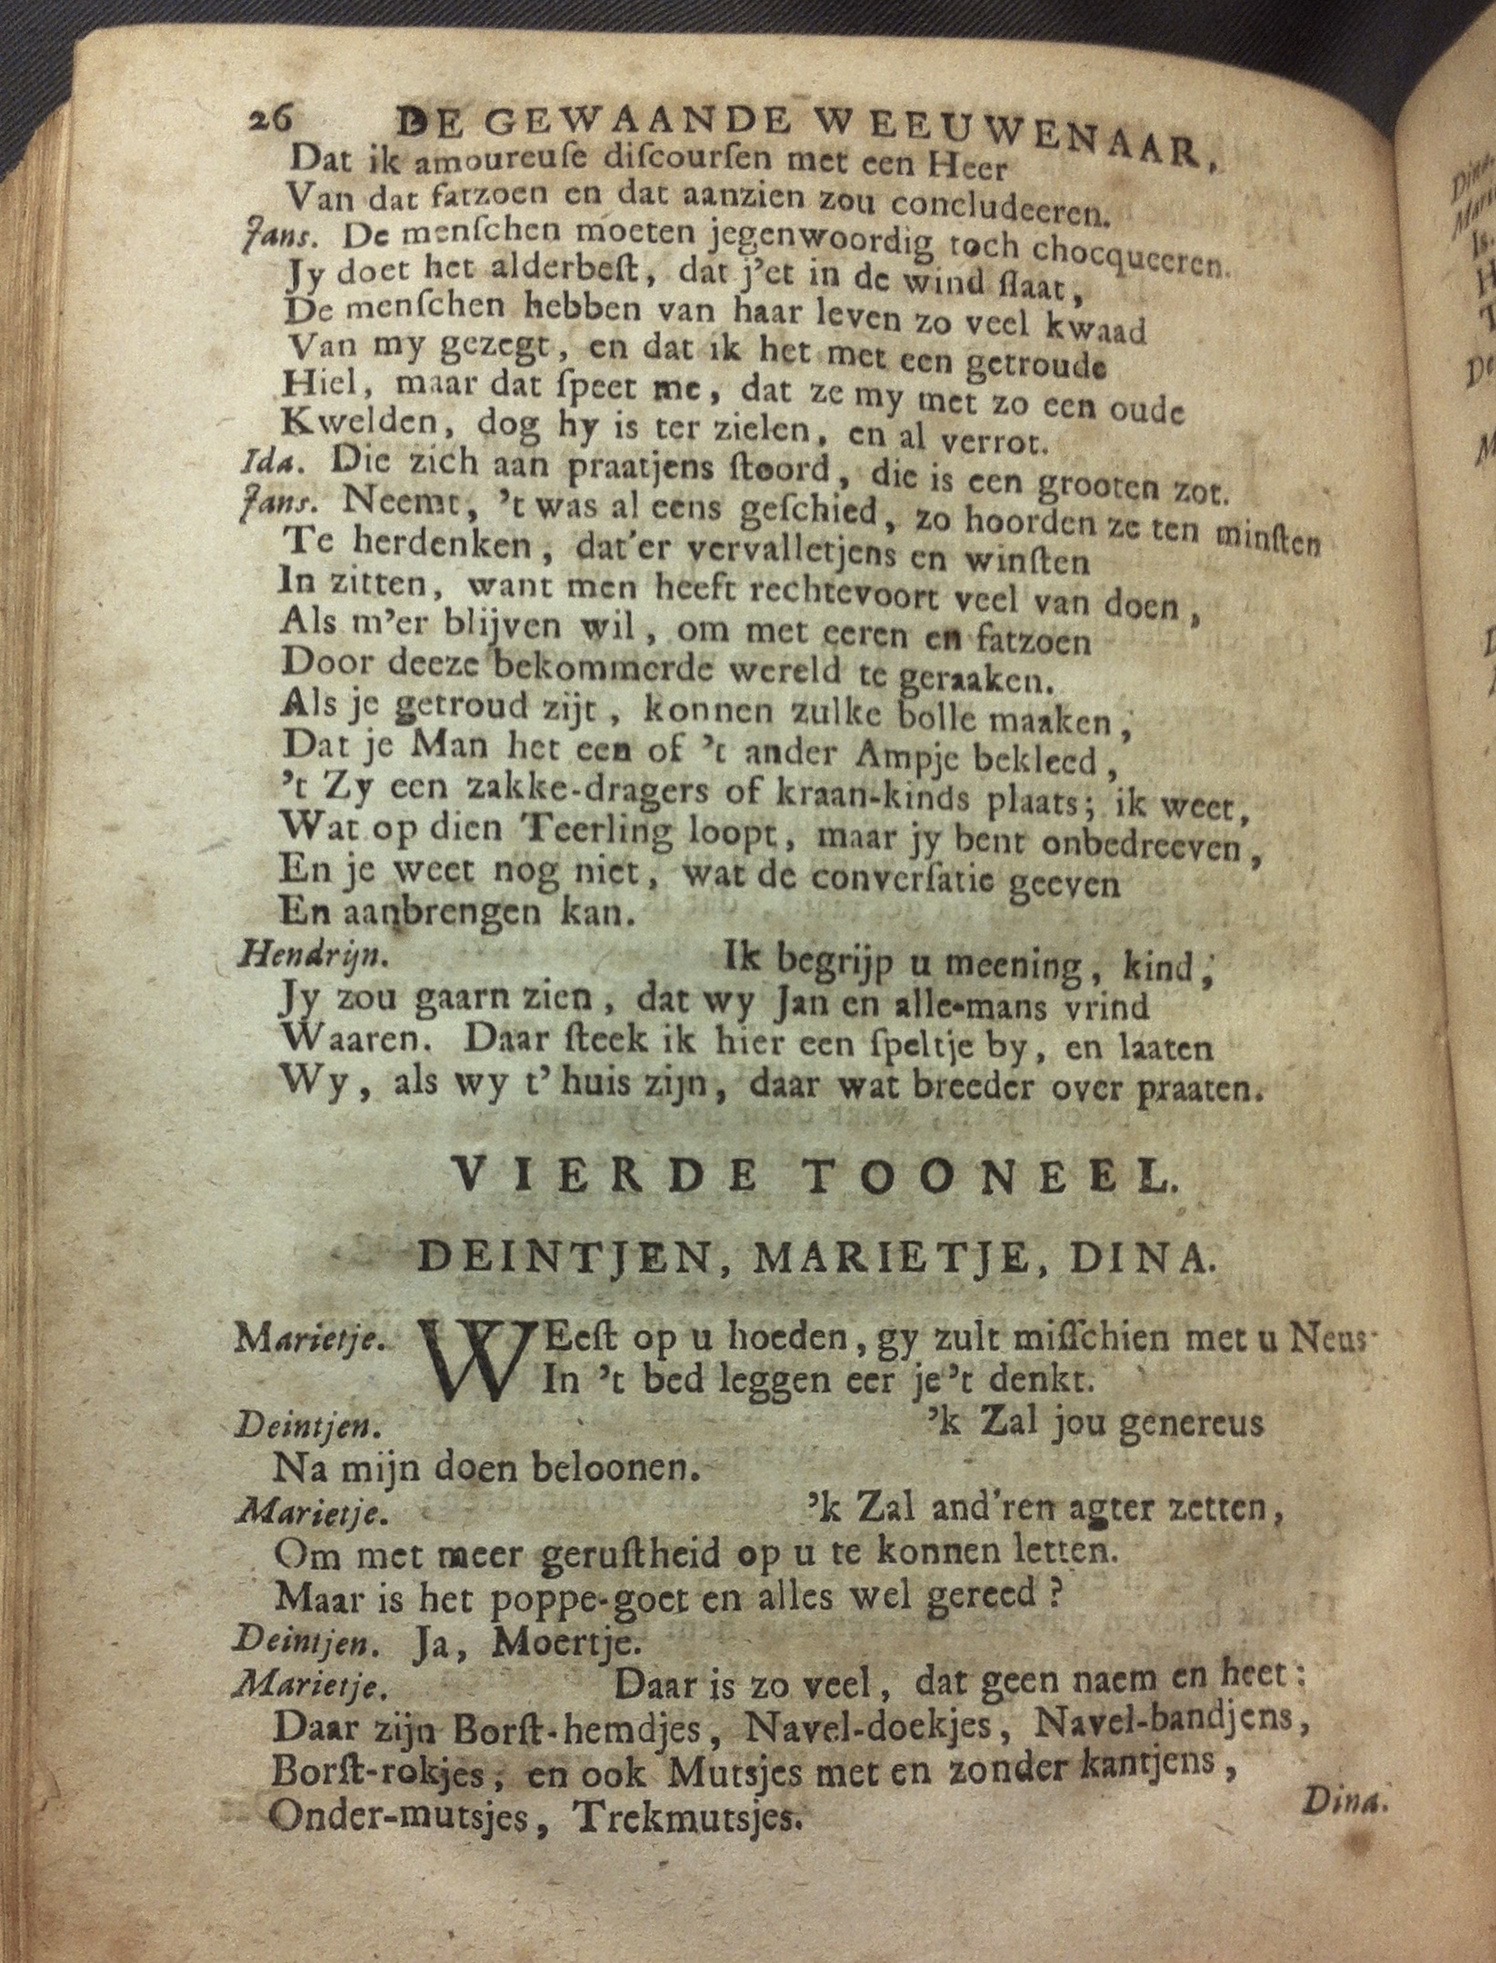 26 DE GEWAANDE WEEUWENAAR,
Dat ik amoureuſe diſcourſen met een Heer
Van dat fatzoen en dat aanzien zou concludeeren.
Jans. De menſchen moeten jegenwoordig toch chocqueeren.
Jy doet het alderbeſt, dat j'et in de wind ſlaat,
De menſchen hebben van haar leven zo veel kwaad
Van my gezegt, en dat ik het met een getroude
Hiel, maar dat ſpeet me, dat ze my met zo een oude
Kwelden, dog hy is ter zielen, en al verrot.
Ida. Die zich aan praatjens ſtoord, die is een grooten zot.
Jans. Neemt, 't was al eens geſchied, zo hoorden ze ten minſten
Te herdenken, dat'er vervalletjens en winſten
In zitten, want men heeft rechtevoort veel van doen,
Als m'er blijven wil, om met eeren en fatzoen
Door deeze bekommerde wereld te geraaken.
Als je getroud zijt, konnen zulke bolle maaken,
Dat je Man het een of 't ander Ampje bekleed,
't Zy een zakke-dragers of kraan-kinds plaats; ik weet,
Wat op dien Teerling loopt, maar jy bent onbedreeven,
En je weet nog niet, wat de converſatie geeven
En aanbrengen kan.
Hendrijn. Ik begrijp u meening, kind,
Jy zou gaarn zien, dat wy Jan en alle-mans vrind
Waaren. Daar ſteek ik hier een ſpeltje by, en laaten
Wy, als wy t' huis zijn, daar wat breeder over praaten.
VIERDE TOONEEL.
DEINTJEN, MARIETJE, DINA.
Marietje. WEeſt op u hoeden, gy zult miſſchien met u Neus
In 't bed leggen eer je 't denkt.
Deintjen. 'k Zal jou genereus
Na mijn doen beloonen.
Marietje. 'k Zal and'ren agter zetten,
Om met meer geruſtheid op u te konnen letten.
Maar is het poppe-goet en alles wel gereed?
Deintjen. Ja, Moertje.
Marietje. Daar is zo veel, dat geen naem en heet:
Daar zijn Borſt-hemdjes, Navel-doekjes, Navel-bandjens,
Borſt-rokjes, en ook Mutsjes met en zonder kantjens,
Onder-mutsjes, Trekmutsjes.
Dina.